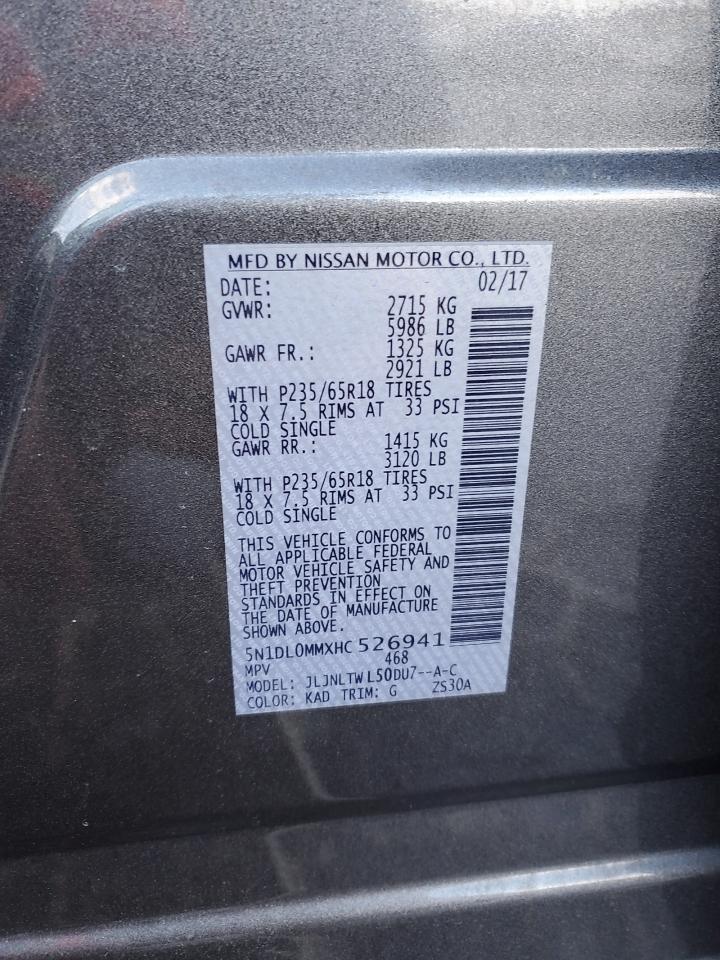 MFD BY NISSAN MOTOR CO., LTD.
DATE: 02/17
GVWR: 2715 KG
5986 LB
GAWR FR.: 1325 KG
2921 LB
WITH P235/65R18 TIRES
18 X 7.5 RIMS AT 33 PSI
COLD SINGLE
GAWR RR.: 1415 KG
3120 LB
WITH P235/65R18 TIRES
18 X 7.5 RIMS AT 33 PSI
COLD SINGLE
THIS VEHICLE CONFORMS TO
ALL APPLICABLE FEDERAL
MOTOR VEHICLE SAFETY AND
THEFT PREVENTION
STANDARDS IN EFFECT ON
THE DATE OF MANUFACTURE
SHOWN ABOVE.
5N1DL0MMXHC 526941
MPV 468
MODEL: JLJNLTW L50DU7--A-C
COLOR: KAD TRIM: G ZS30A